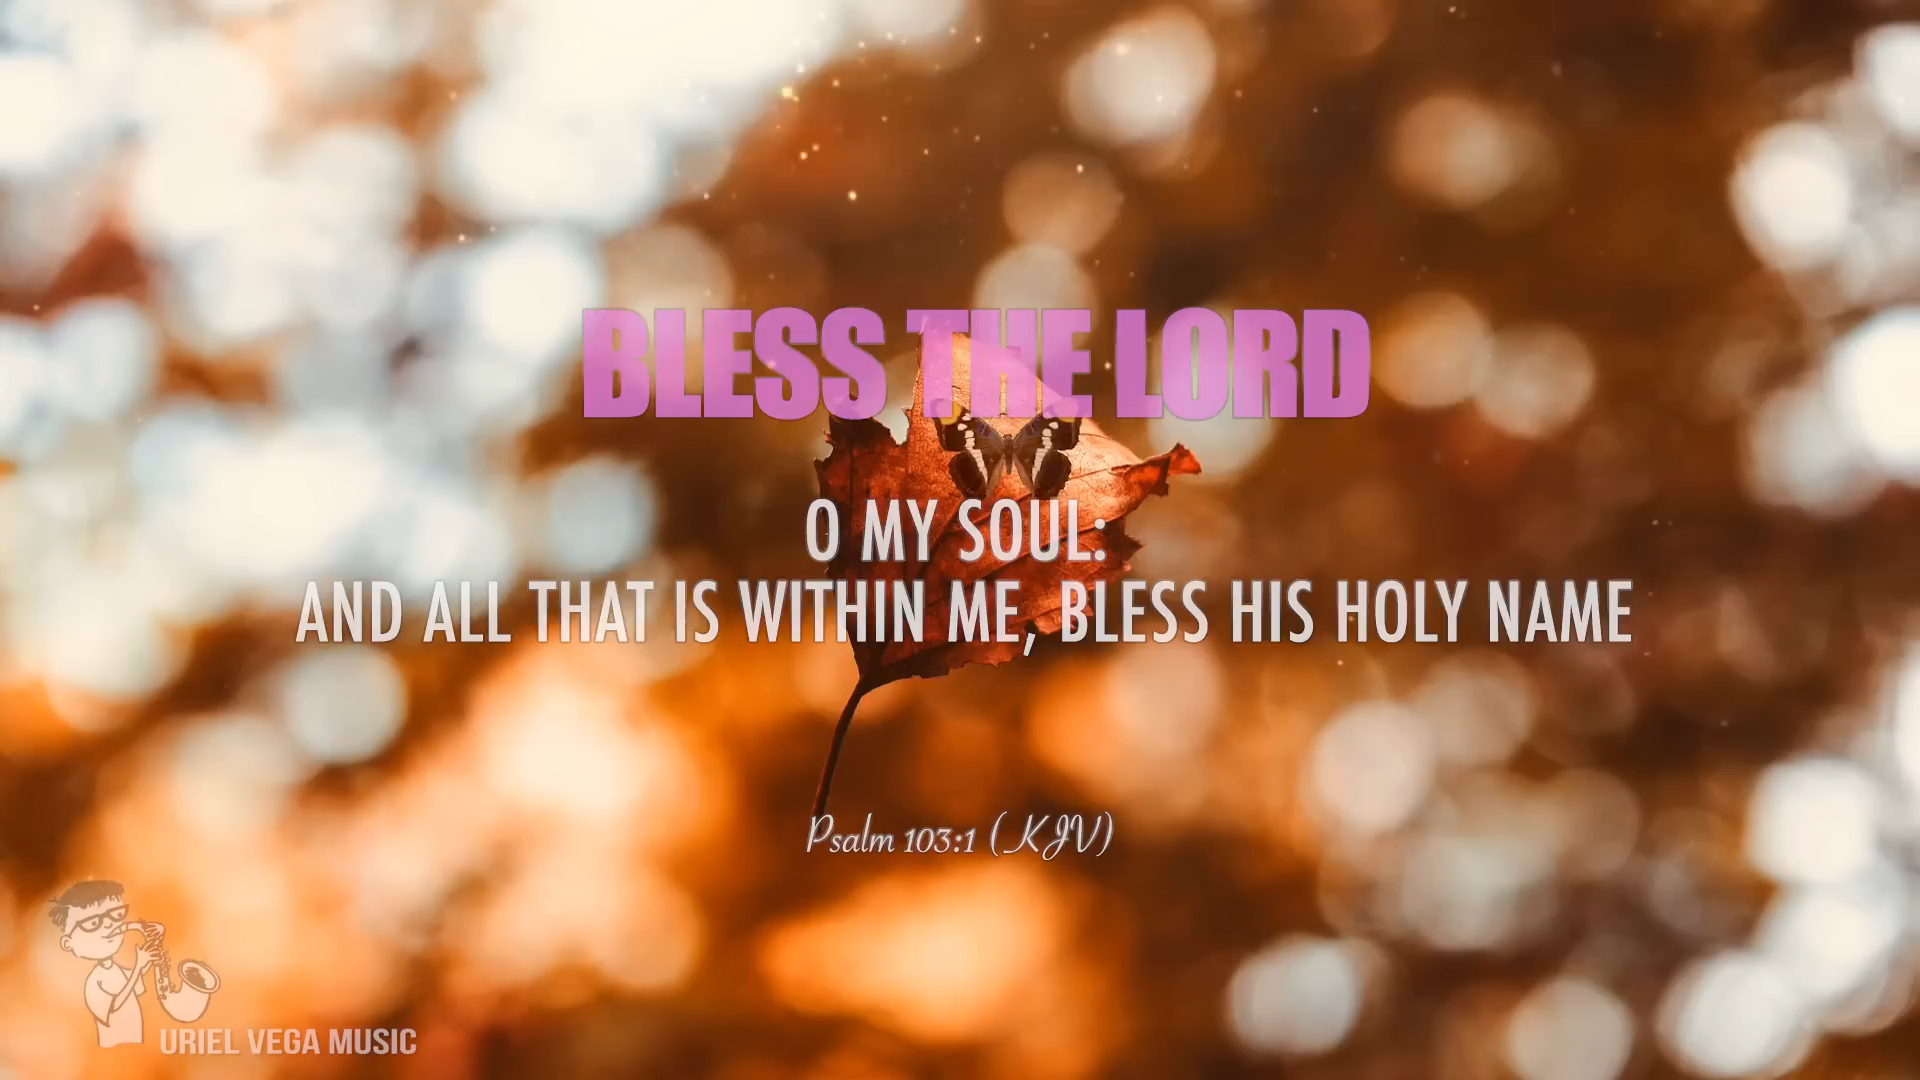 BLESS THE LORD
O MY SOUL:
AND ALL THAT IS WITHIN ME, BLESS HIS HOLY NAME
Psalm 103:1 (KJV)
URIEL VEGA MUSIC